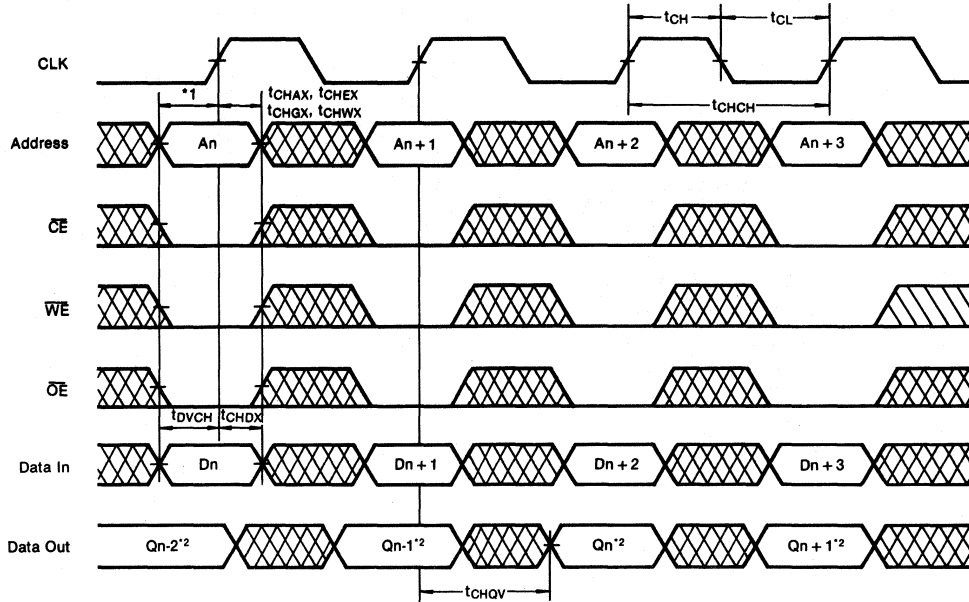 tCH
tCL
CLK
*1
tCHAX, tCHEX
tCHGX, tCHWX
tCHCH
Address
An
An + 1
An + 2
An + 3
CE
WE
OE
tDVCH
tCHDX
Data In
Dn
Dn + 1
Dn + 2
Dn + 3
Data Out
Qn-2*2
Qn-1*2
Qn*2
Qn + 1*2
tCHQV